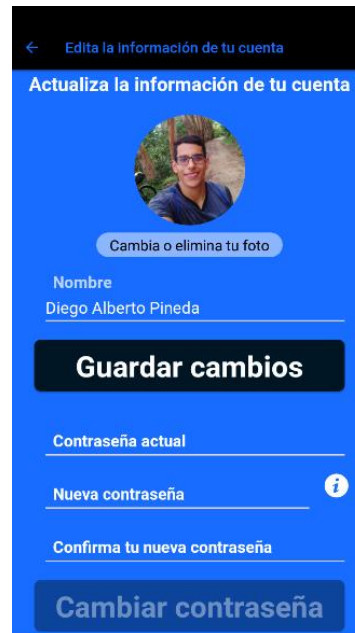 Edita la información de tu cuenta
Actualiza la información de tu cuenta
Cambia o elimina tu foto
Nombre
Diego Alberto Pineda
Guardar cambios
Contraseña actual
Nueva contraseña
i
Confirma tu nueva contraseña
Cambiar contraseña